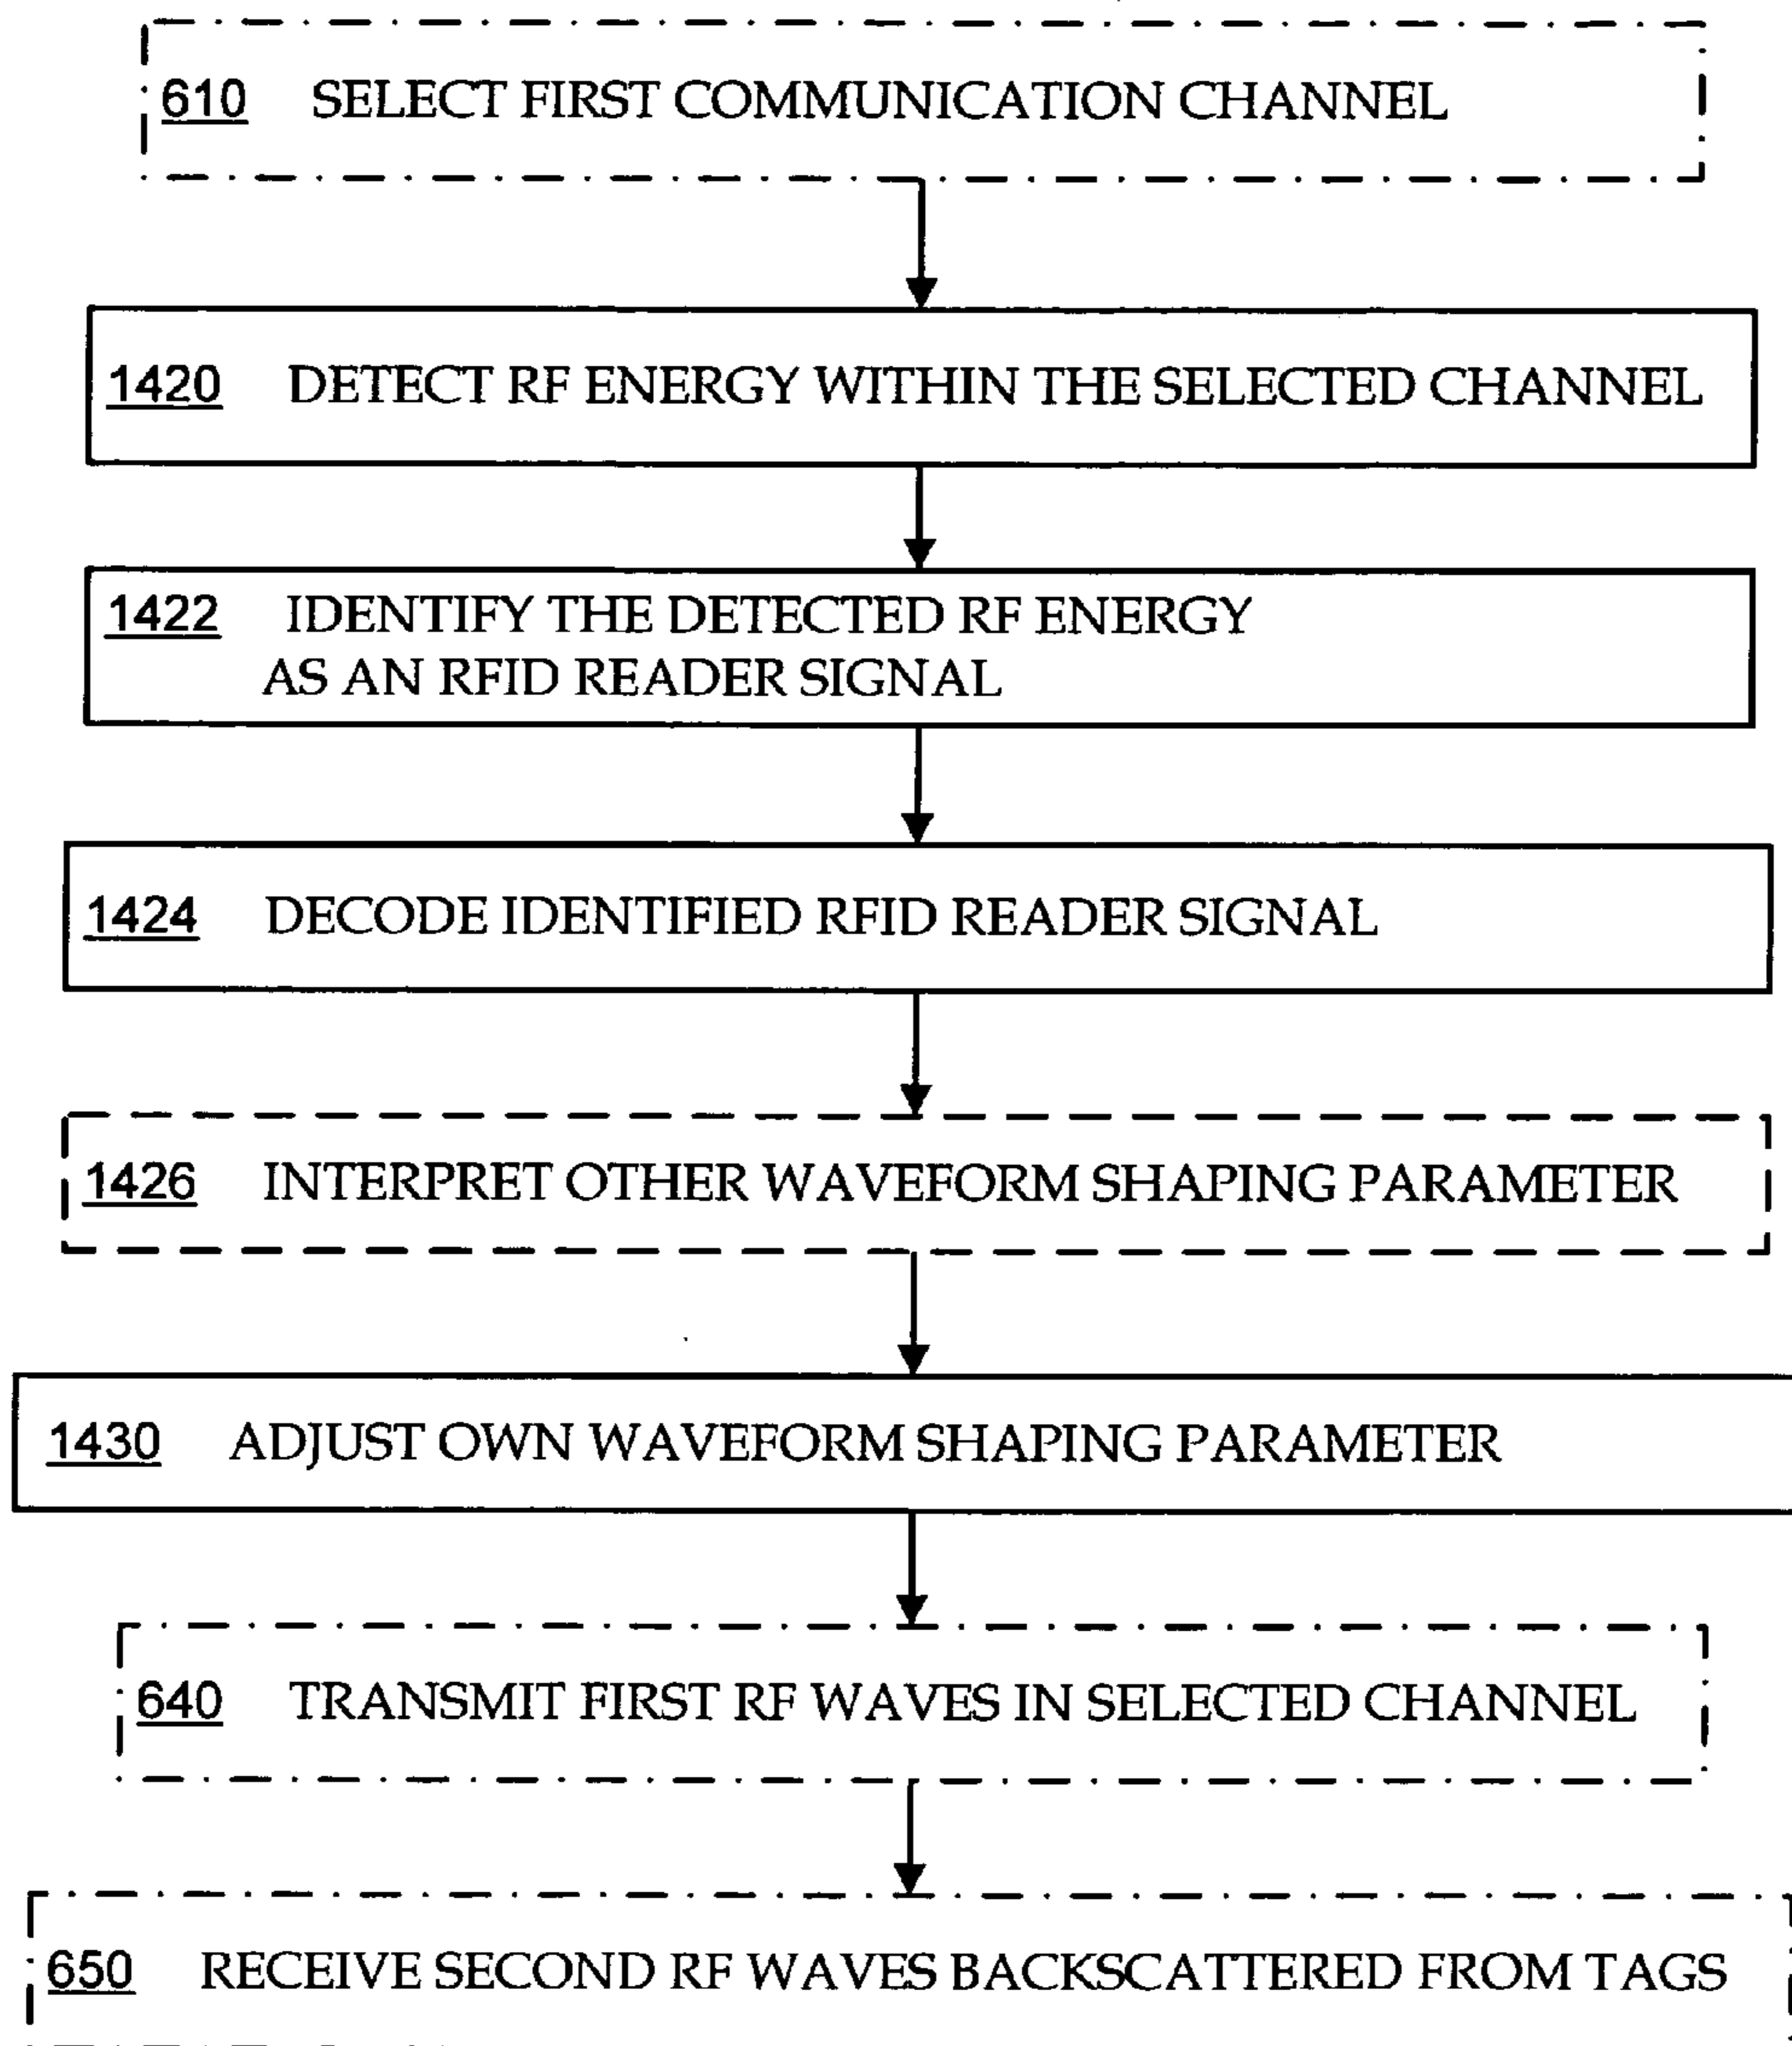 610 SELECT FIRST COMMUNICATION CHANNEL
1420 DETECT RF ENERGY WITHIN THE SELECTED CHANNEL
1422 IDENTIFY THE DETECTED RF ENERGY
AS AN RFID READER SIGNAL
1424 DECODE IDENTIFIED RFID READER SIGNAL
1426 INTERPRET OTHER WAVEFORM SHAPING PARAMETER
1430 ADJUST OWN WAVEFORM SHAPING PARAMETER
640 TRANSMIT FIRST RF WAVES IN SELECTED CHANNEL
650 RECEIVE SECOND RF WAVES BACKSCATTERED FROM TAGS